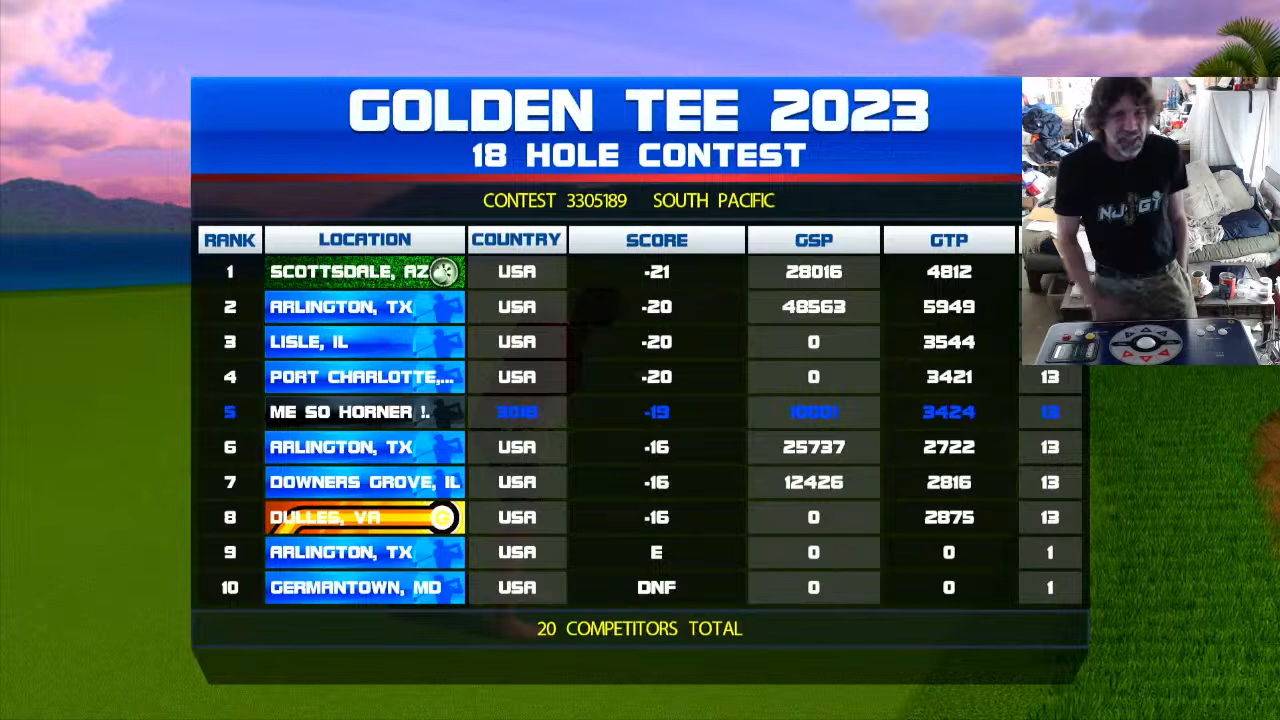 GOLDEN TEE 2023
18 HOLE CONTEST
CONTEST 3305189 SOUTH PACIFIC
RANK LOCATION COUNTRY SCORE GSP GTP
1 SCOTTSDALE, AZ USA -21 28016 4812
2 ARLINGTON, TX USA -20 48563 5949
3 LISLE, IL USA -20 0 3544
4 PORT CHARLOTTE,... USA -20 0 3421 13
5 ME SO HORNER !. 3018 -19 10001 3424 13
6 ARLINGTON, TX USA -16 25737 2722 13
7 DOWNERS GROVE, IL USA -16 12426 2816 13
8 DULLES, VA G USA -16 0 2875 13
9 ARLINGTON, TX USA E 0 0 1
10 GERMANTOWN, MD USA DNF 0 0 1
20 COMPETITORS TOTAL